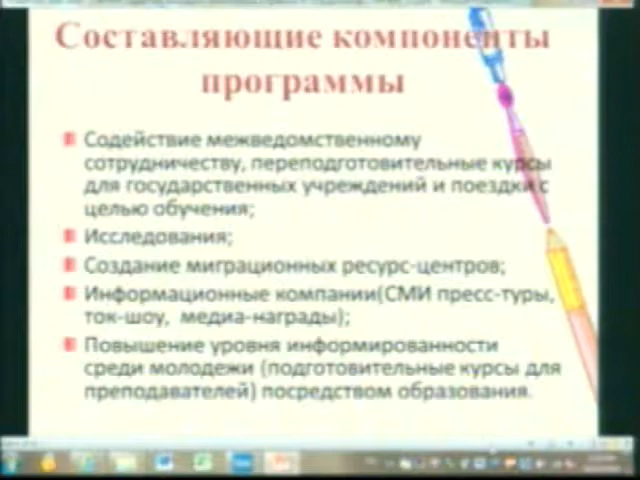 Составляющие компоненты
программы
Содействие межведомственному
сотрудничеству, переподготовительные курсы
для государственных учреждений и поездки с
целью обучения;
Исследования;
Создание миграционных ресурс-центров;
Информационные компании(СМИ пресс-туры,
ток-шоу, медиа-награды);
Повышение уровня информированности
среди молодежи (подготовительные курсы для
преподавателей) посредством образования.